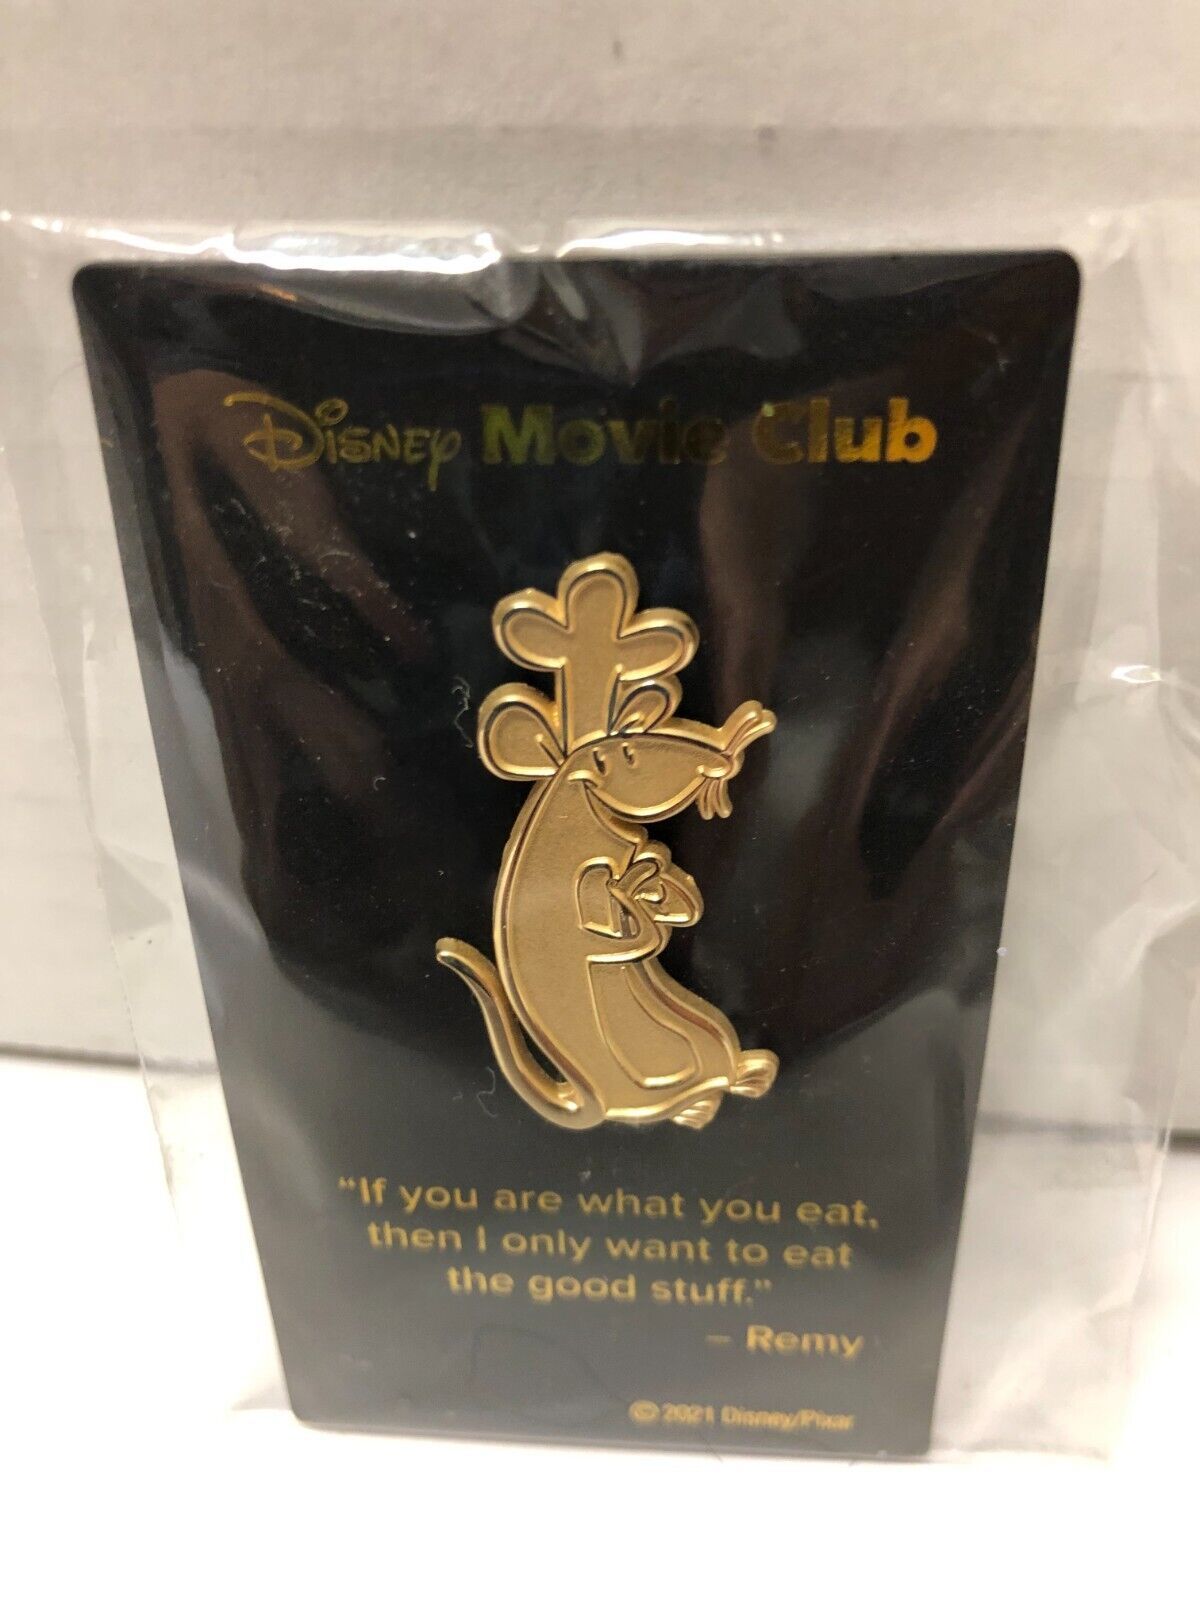 Disney Movie Club
“If you are what you eat,
then I only want to eat
the good stuff.”
– Remy
© 2021 Disney/Pixar